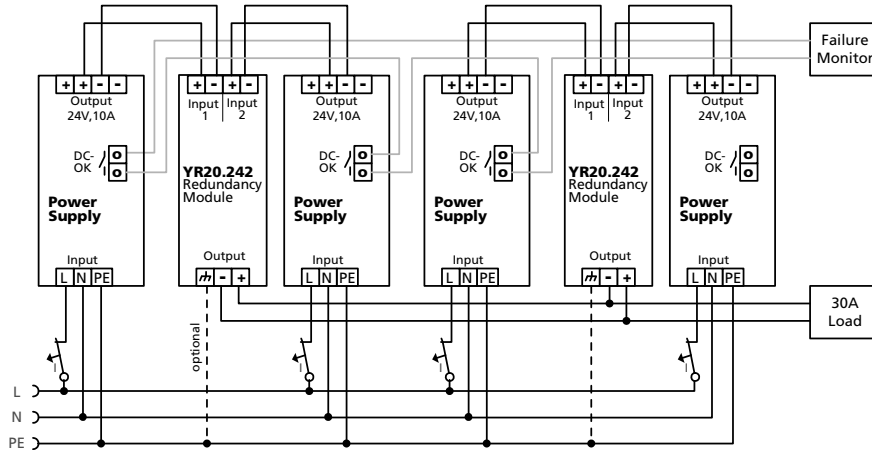 Failure
Monitor
+ + - -
Output
24V,10A
DC-
OK
Power
Supply
Input
L N PE
+ - + -
Input Input
1 2
YR20.242
Redundancy
Module
Output
- +
+ + - -
Output
24V,10A
DC-
OK
Power
Supply
Input
L N PE
+ + - -
Output
24V,10A
DC-
OK
Power
Supply
Input
L N PE
+ - + -
Input Input
1 2
YR20.242
Redundancy
Module
Output
- +
+ + - -
Output
24V,10A
DC-
OK
Power
Supply
Input
L N PE
30A
Load
optional
I
I
I
I
L
N
PE